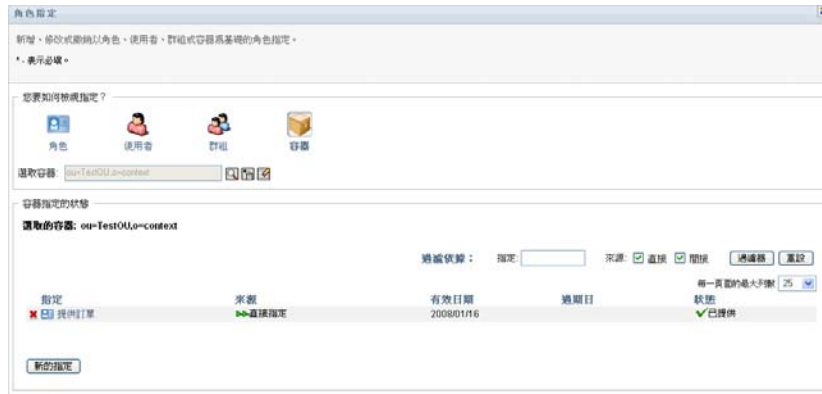 角色指定
新增、修改或撤銷以角色、使用者、群組或容器為基礎的角色指定。
* - 表示必填。
您要如何檢視指定？
角色 使用者 群組 容器
選取容器: ou=TestOU,o=context
容器指定的狀態
選取的容器: ou=TestOU,o=context
過濾依據： 指定: 來源: 直接 間接 過濾器 重設
每一頁面的最大列數 25
指定 來源 有效日期 過期日 狀態
提供訂單 直接指定 2008/01/16 已提供
新的指定